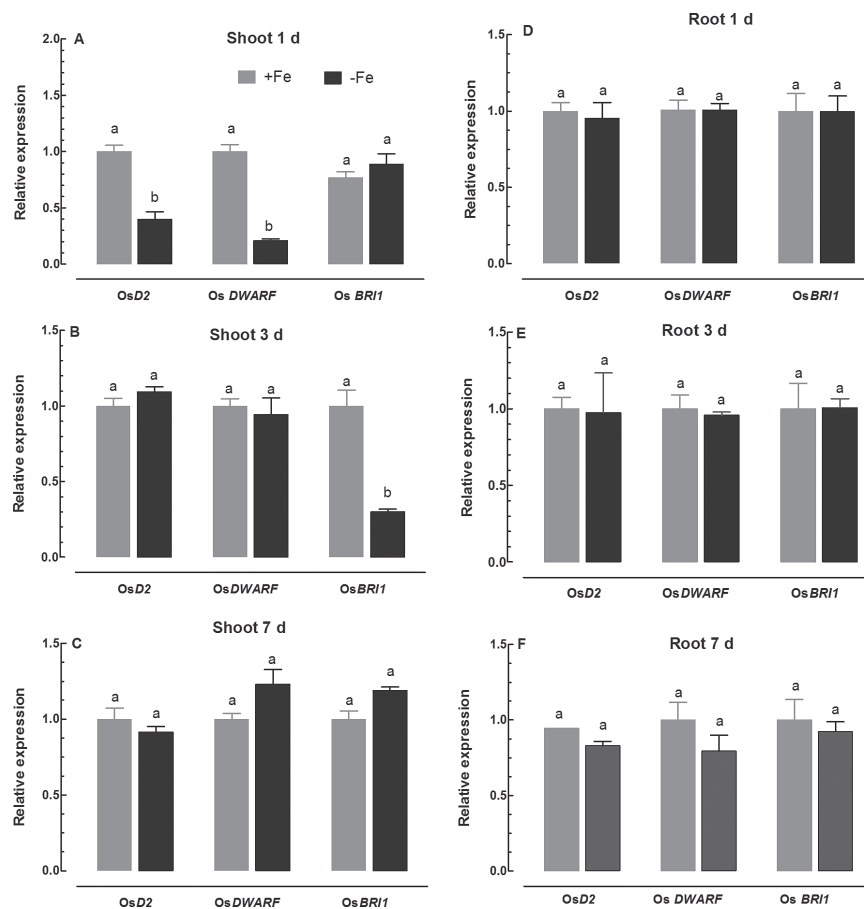 A
Shoot 1 d
+Fe
-Fe
Relative expression
2.0
1.5
1.0
0.5
0.0
a
b
a
b
a
a
OsD2
Os DWARF
Os BRI1
D
Root 1 d
Relative expression
1.5
1.0
0.5
0.0
a
a
a
a
a
a
OsD2
OsDWARF
OsBRI1
B
Shoot 3 d
Relative expression
1.5
1.0
0.5
0.0
a
a
a
a
a
b
OsD2
OsDWARF
OsBRI1
E
Root 3 d
Relative expression
1.5
1.0
0.5
0.0
a
a
a
a
a
a
OsD2
OsDWARF
OsBRI1
C
Shoot 7 d
Relative expression
1.5
1.0
0.5
0.0
a
a
a
a
a
a
OsD2
OsDWARF
OsBRI1
F
Root 7 d
Relative expression
1.5
1.0
0.5
0.0
a
a
a
a
a
a
OsD2
Os DWARF
Os BRI1